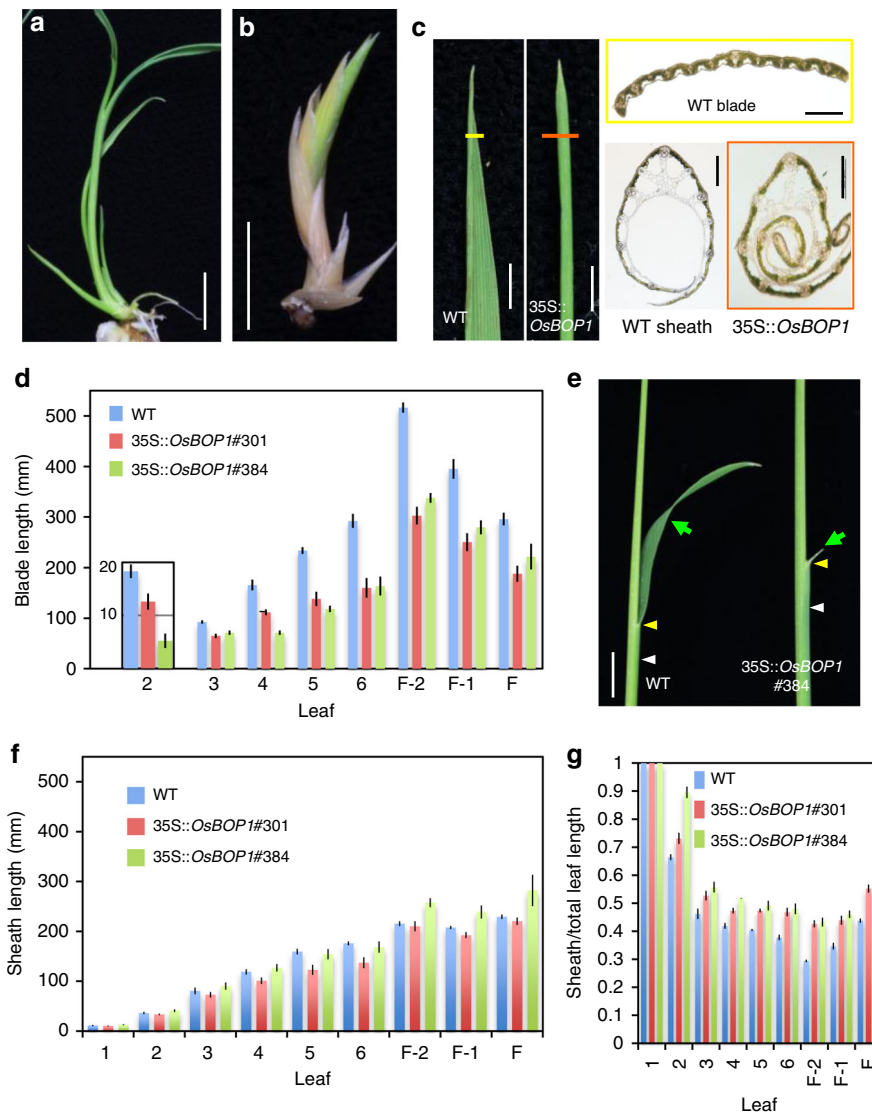 a
b
c
WT
35S::
OsBOP1
WT blade
WT sheath
35S::OsBOP1
d
Blade length (mm)
500
400
300
200
100
0
20
10
WT
35S::OsBOP1#301
35S::OsBOP1#384
2
3
4
5
6
F-2
F-1
F
Leaf
e
WT
35S::OsBOP1
#384
f
Sheath length (mm)
500
400
300
200
100
0
WT
35S::OsBOP1#301
35S::OsBOP1#384
1
2
3
4
5
6
F-2
F-1
F
Leaf
g
Sheath/total leaf length
1
0.9
0.8
0.7
0.6
0.5
0.4
0.3
0.2
0.1
0
WT
35S::OsBOP1#301
35S::OsBOP1#384
1
2
3
4
5
6
F-2
F-1
F
Leaf